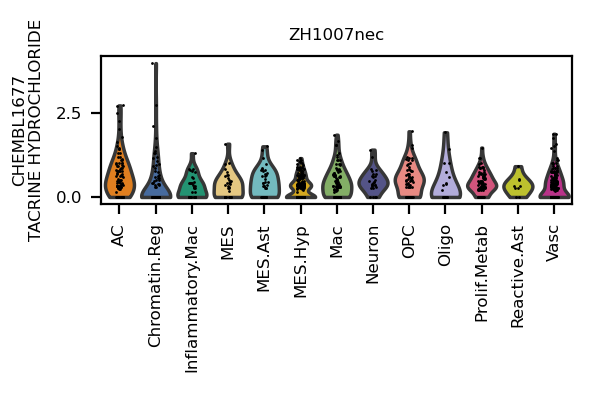 ZH1007nec
CHEMBL1677
TACRINE HYDROCHLORIDE
2.5
0.0
AC
Chromatin.Reg
Inflammatory.Mac
MES
MES.Ast
MES.Hyp
Mac
Neuron
OPC
Oligo
Prolif.Metab
Reactive.Ast
Vasc